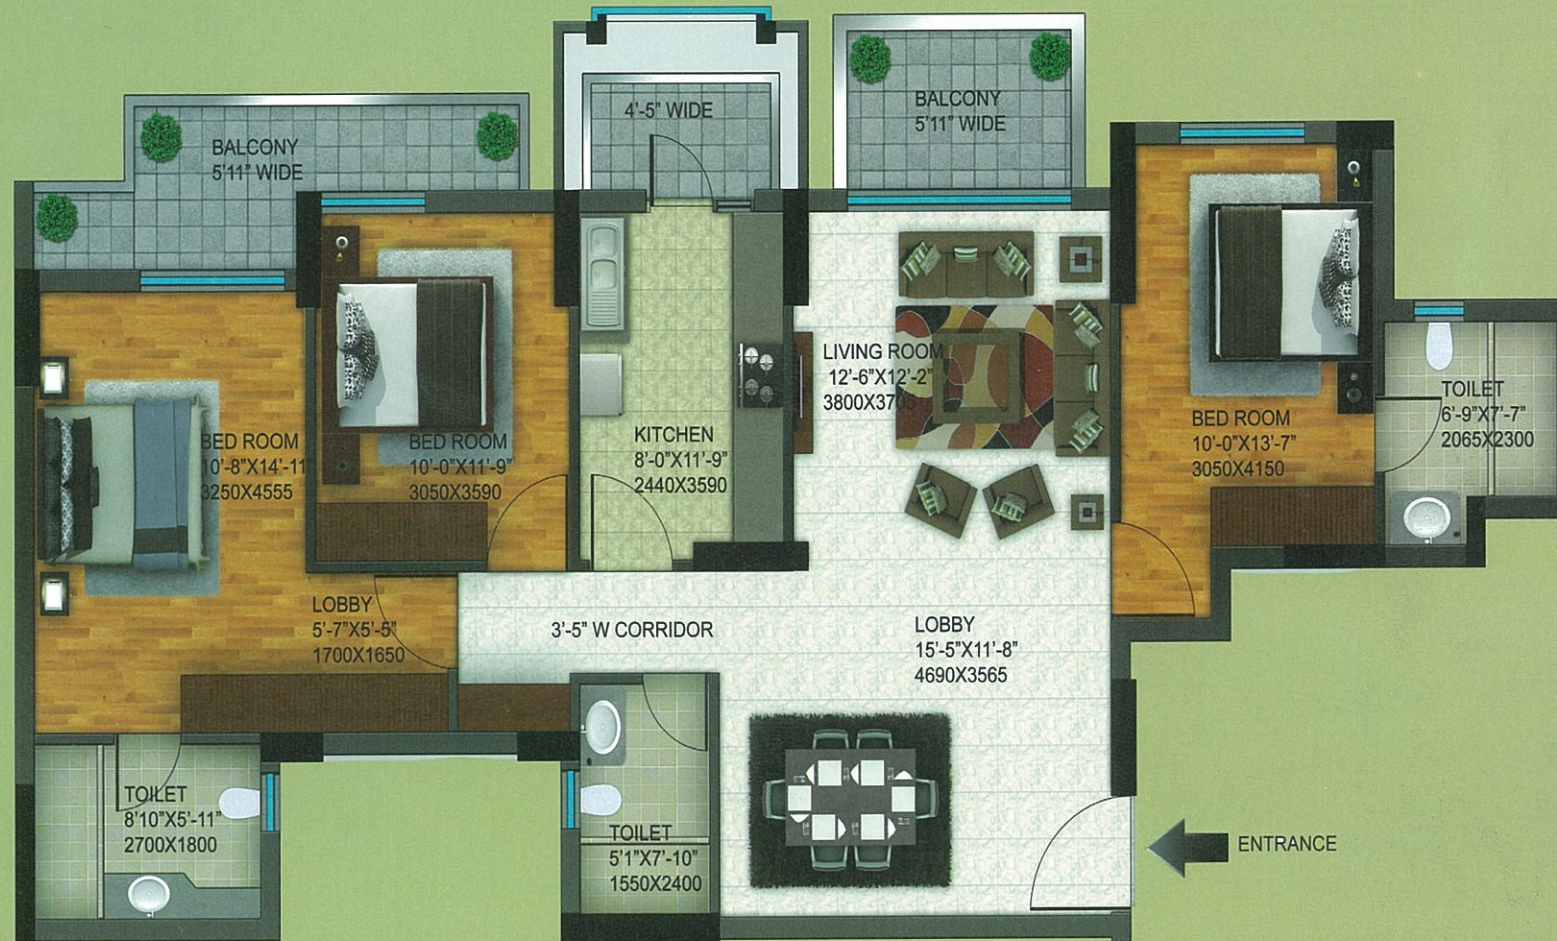 4'-5" WIDE
BALCONY
5'11" WIDE
BALCONY
5'11" WIDE
LIVING ROOM
12'-6"X12'-2"
3800X3705
BED ROOM
10'-8"X14'-11
3250X4555
BED ROOM
10'-0"X11'-9"
3050X3590
KITCHEN
8'-0"X11'-9"
2440X3590
BED ROOM
10'-0"X13'-7"
3050X4150
TOILET
6'-9"X7'-7"
2065X2300
LOBBY
5'-7"X5'-5"
1700X1650
3'-5" W CORRIDOR
LOBBY
15'-5"X11'-8"
4690X3565
TOILET
8'10"X5'-11"
2700X1800
TOILET
5'1"X7'-10"
1550X2400
ENTRANCE